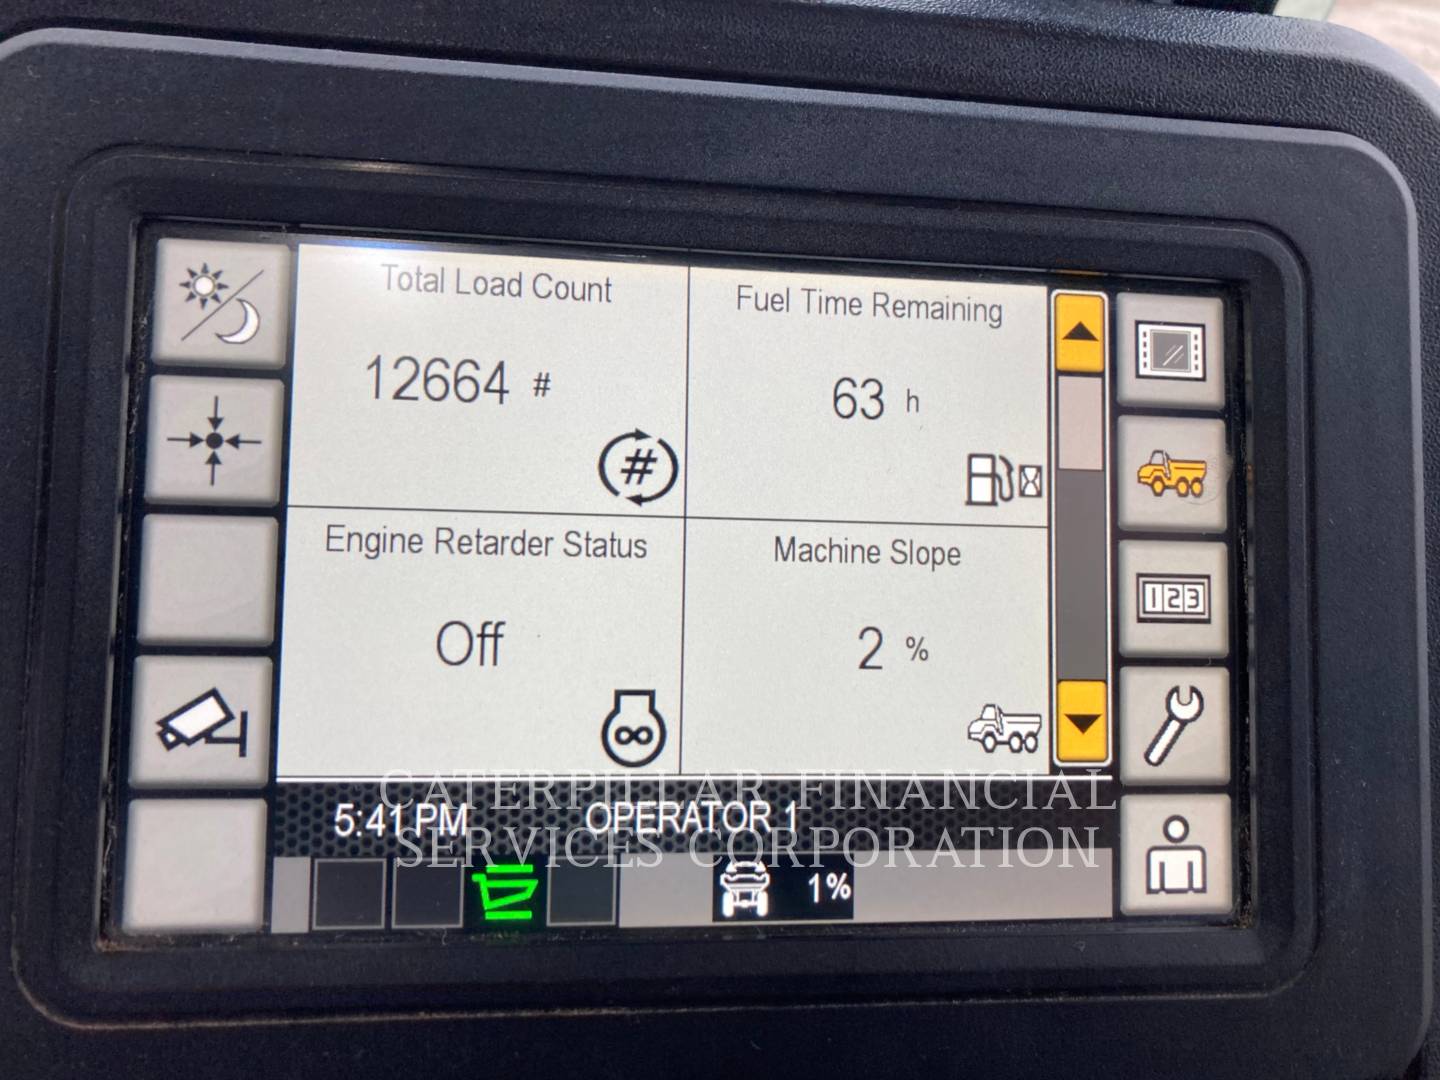 Total Load Count
12664 #
#
Fuel Time Remaining
63 h
Engine Retarder Status
Off
Machine Slope
2 %
123
5:41 PM OPERATOR 1
1%
CATERPILLAR FINANCIAL
SERVICES CORPORATION